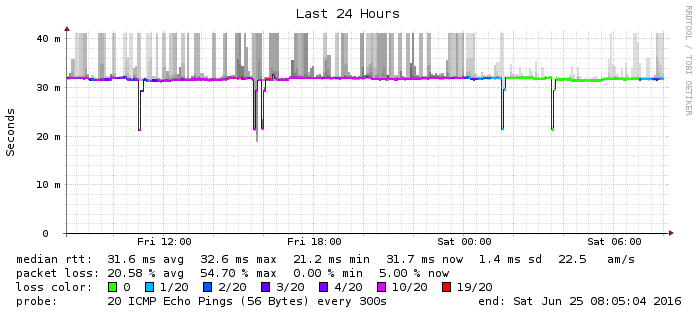 Last 24 Hours
RRDTOOL / TOBI OETIKER
Seconds
40 m
30 m
20 m
10 m
0
Fri 12:00 Fri 18:00 Sat 00:00 Sat 06:00
median rtt: 31.6 ms avg 32.6 ms max 21.2 ms min 31.7 ms now 1.4 ms sd 22.5 am/s
packet loss: 20.58 % avg 54.70 % max 0.00 % min 5.00 % now
loss color: 0 1/20 2/20 3/20 4/20 10/20 19/20
probe: 20 ICMP Echo Pings (56 Bytes) every 300s end: Sat Jun 25 08:05:04 2016